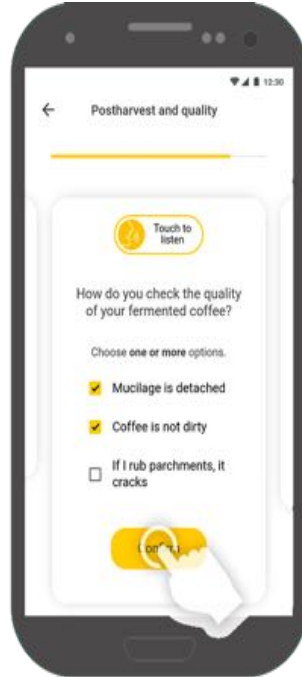 12:30
Postharvest and quality
Touch to
listen
How do you check the quality
of your fermented coffee?
Choose one or more options.
Mucilage is detached
Coffee is not dirty
If I rub parchments, it
cracks